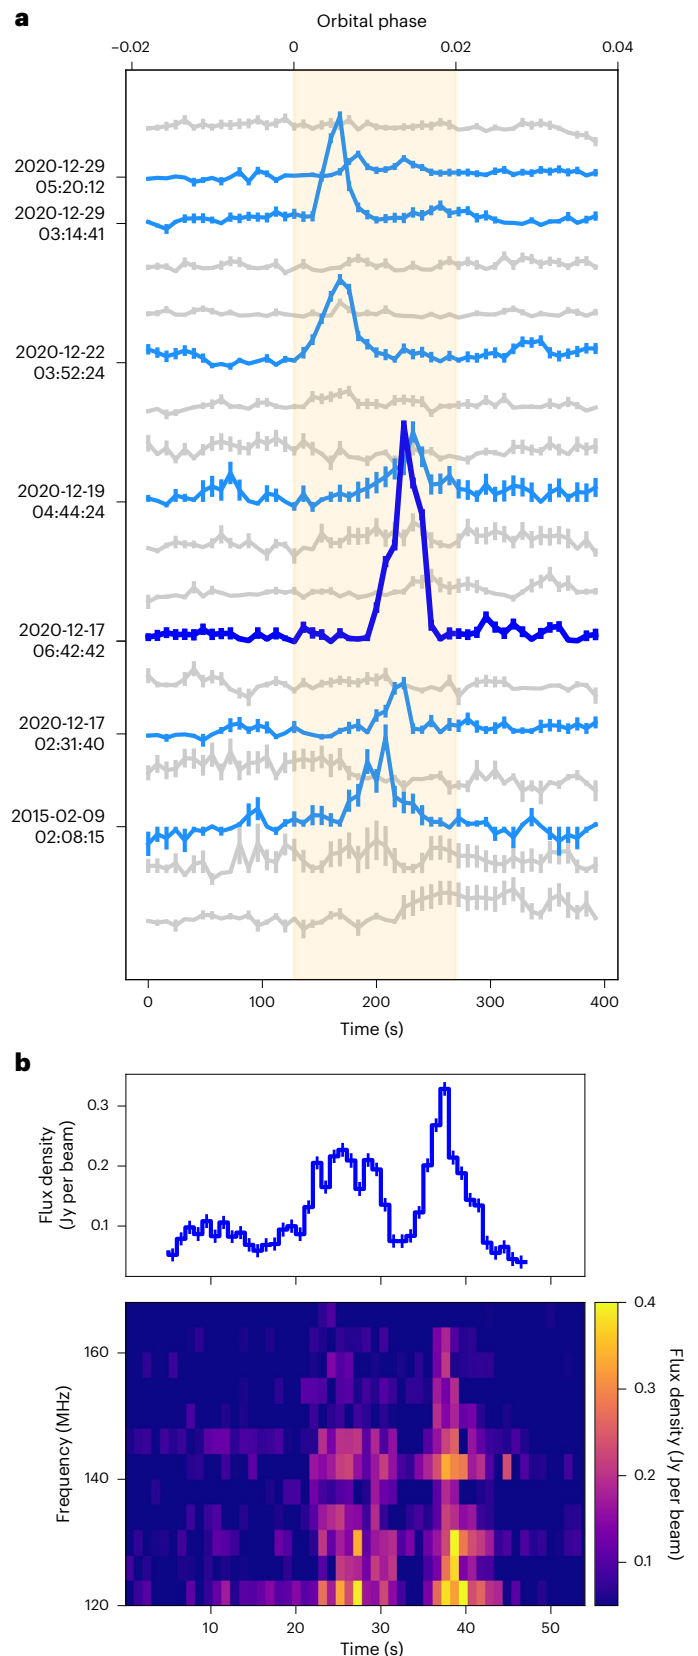 a
Orbital phase
−0.02 0 0.02 0.04
2020-12-29
05:20:12
2020-12-29
03:14:41
2020-12-22
03:52:24
2020-12-19
04:44:24
2020-12-17
06:42:42
2020-12-17
02:31:40
2015-02-09
02:08:15
0 100 200 300 400
Time (s)
b
Flux density
(Jy per beam)
0.3
0.2
0.1
Frequency (MHz)
160
140
120
10 20 30 40 50
Time (s)
0.4
0.3
0.2
0.1
Flux density (Jy per beam)